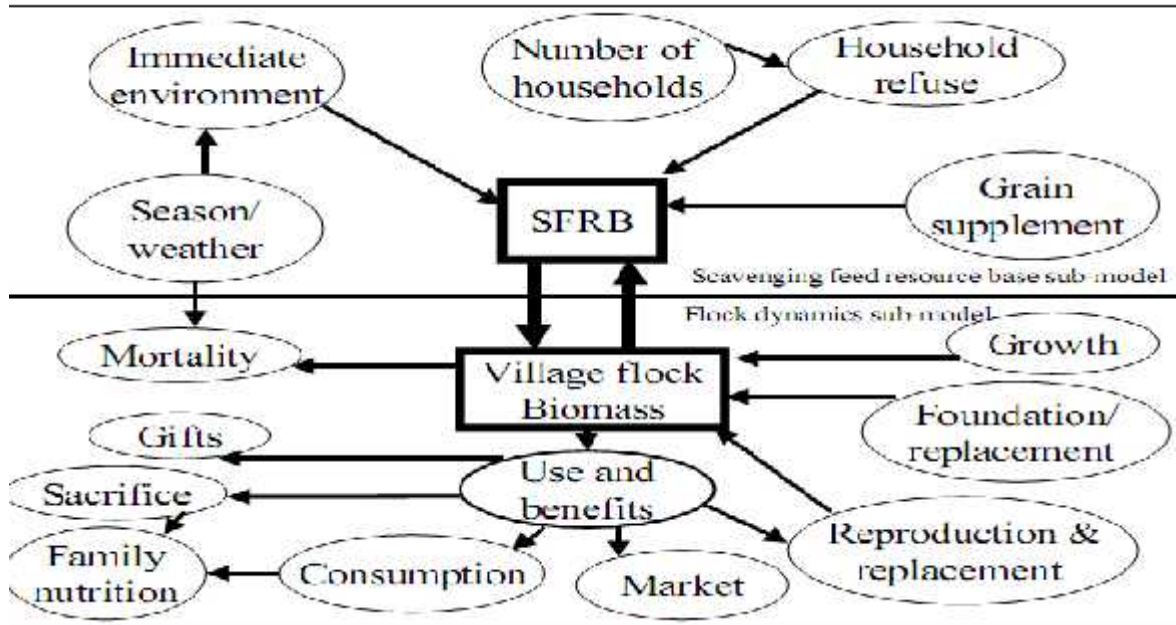 Immediate
environment
Number of
households
Household
refuse
Season/
weather
SFRB
Grain
supplement
Scavenging feed resource base sub-model
Flock dynamics sub-model
Mortality
Village flock
Biomass
Growth
Foundation/
replacement
Gifts
Use and
benefits
Sacrifice
Reproduction &
replacement
Family
nutrition
Consumption
Market